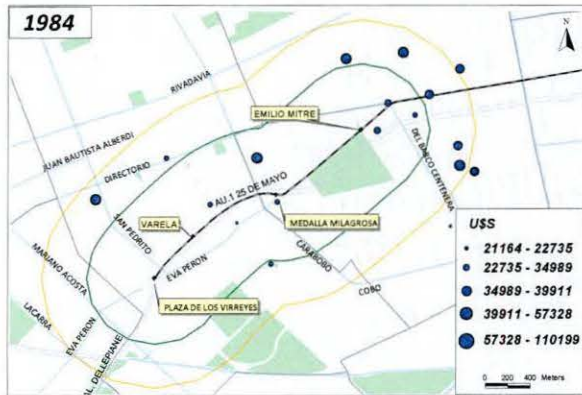 1984
N
RIVADAVIA
EMILIO MITRE
JUAN BAUTISTA ALBERDI
DIRECTORIO
DEL BARCO CENTENERA
AU.1 25 DE MAYO
SAN PEDRITO
VARELA
MEDALLA MILAGROSA
MARIANO ACOSTA
EVA PERON
CARABOBO
COBO
PLAZA DE LOS VIRREYES
LACARRA
EVA PERON
AL. DELLEPIANE
U$S
21164 - 22735
22735 - 34989
34989 - 39911
39911 - 57328
57328 - 110199
0 200 400 Meters